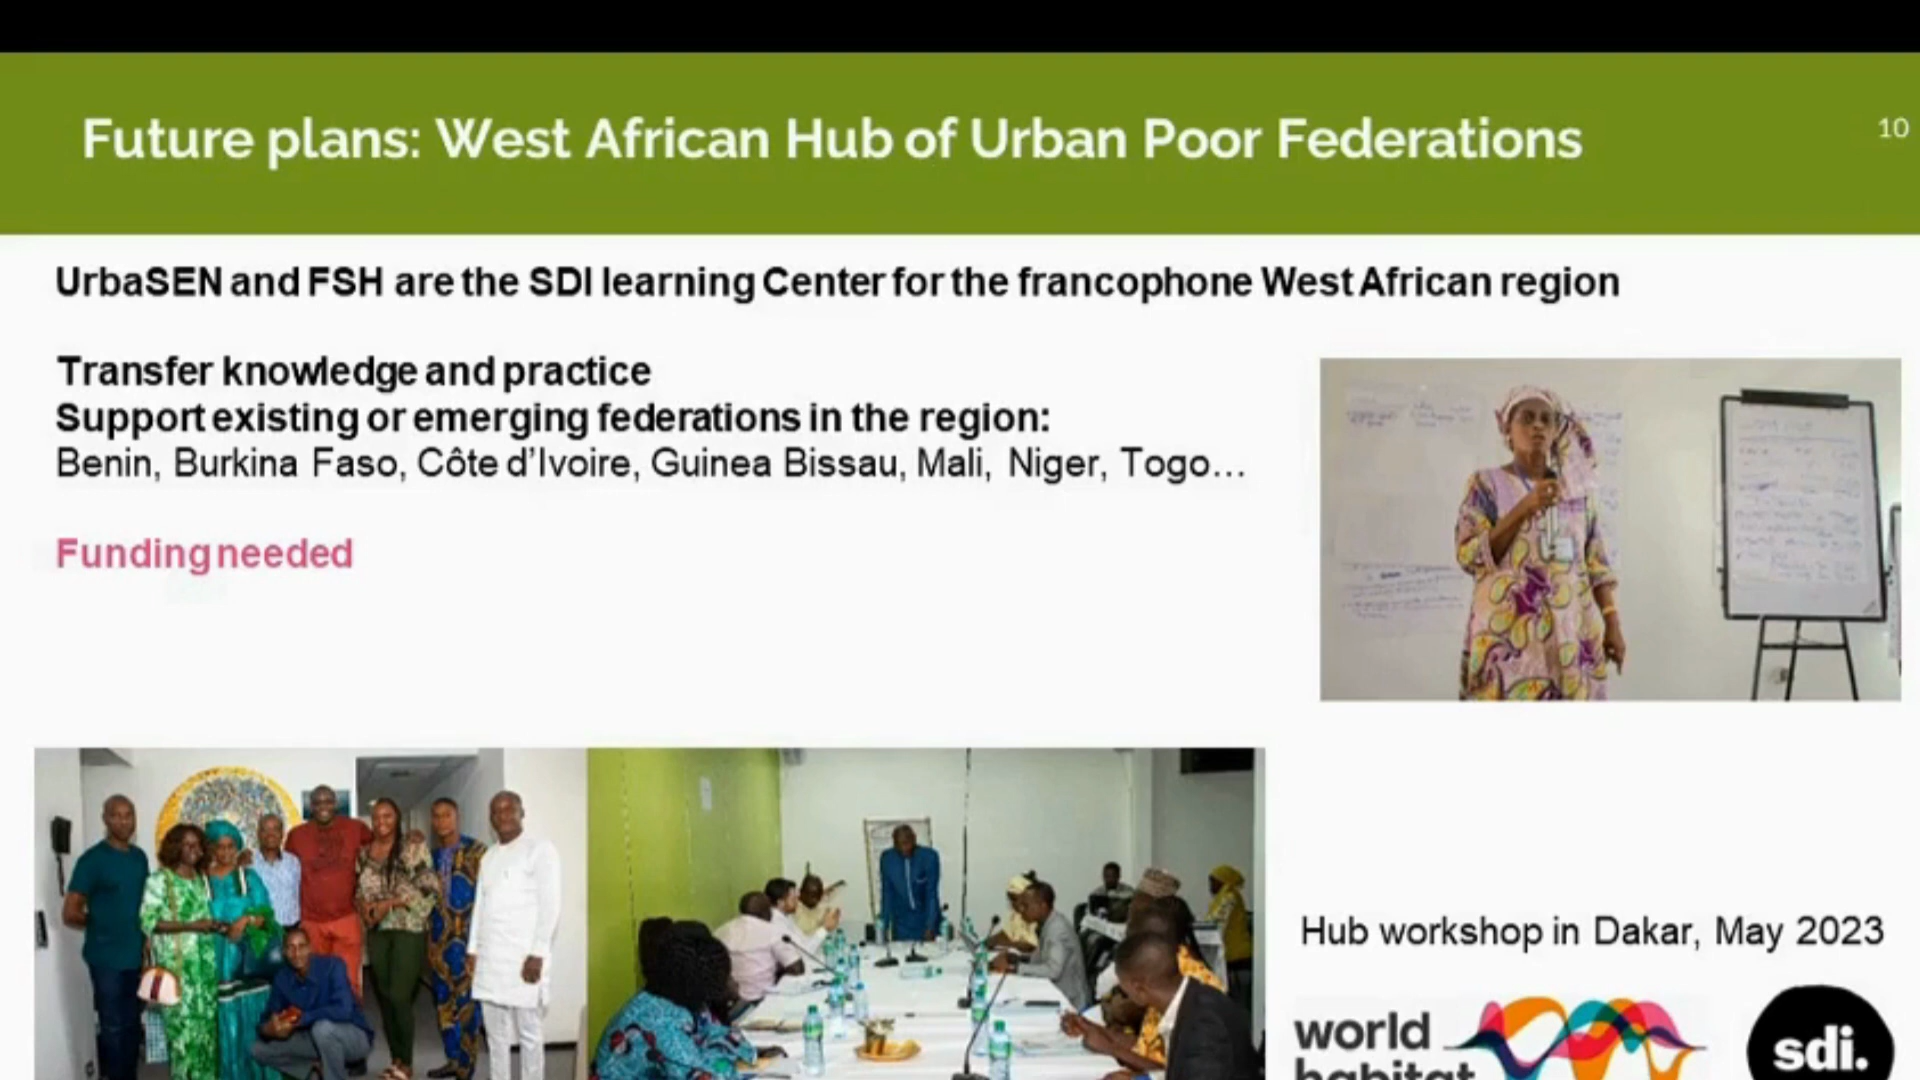 Future plans: West African Hub of Urban Poor Federations
10
UrbaSEN and FSH are the SDI learning Center for the francophone West African region
Transfer knowledge and practice
Support existing or emerging federations in the region:
Benin, Burkina Faso, Côte d’Ivoire, Guinea Bissau, Mali, Niger, Togo…
Funding needed
Hub workshop in Dakar, May 2023
world
habitat
sdi.